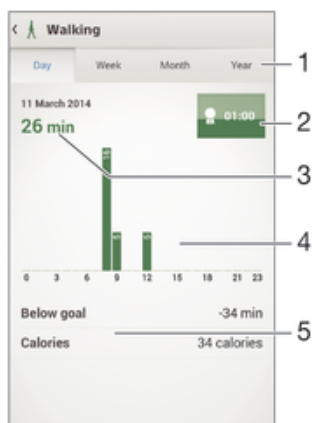 Walking
Day Week Month Year 1
11 March 2014
26 min
01:00 2
3
4
0 3 6 9 12 15 18 21 23
Below goal -34 min
5
Calories 34 calories